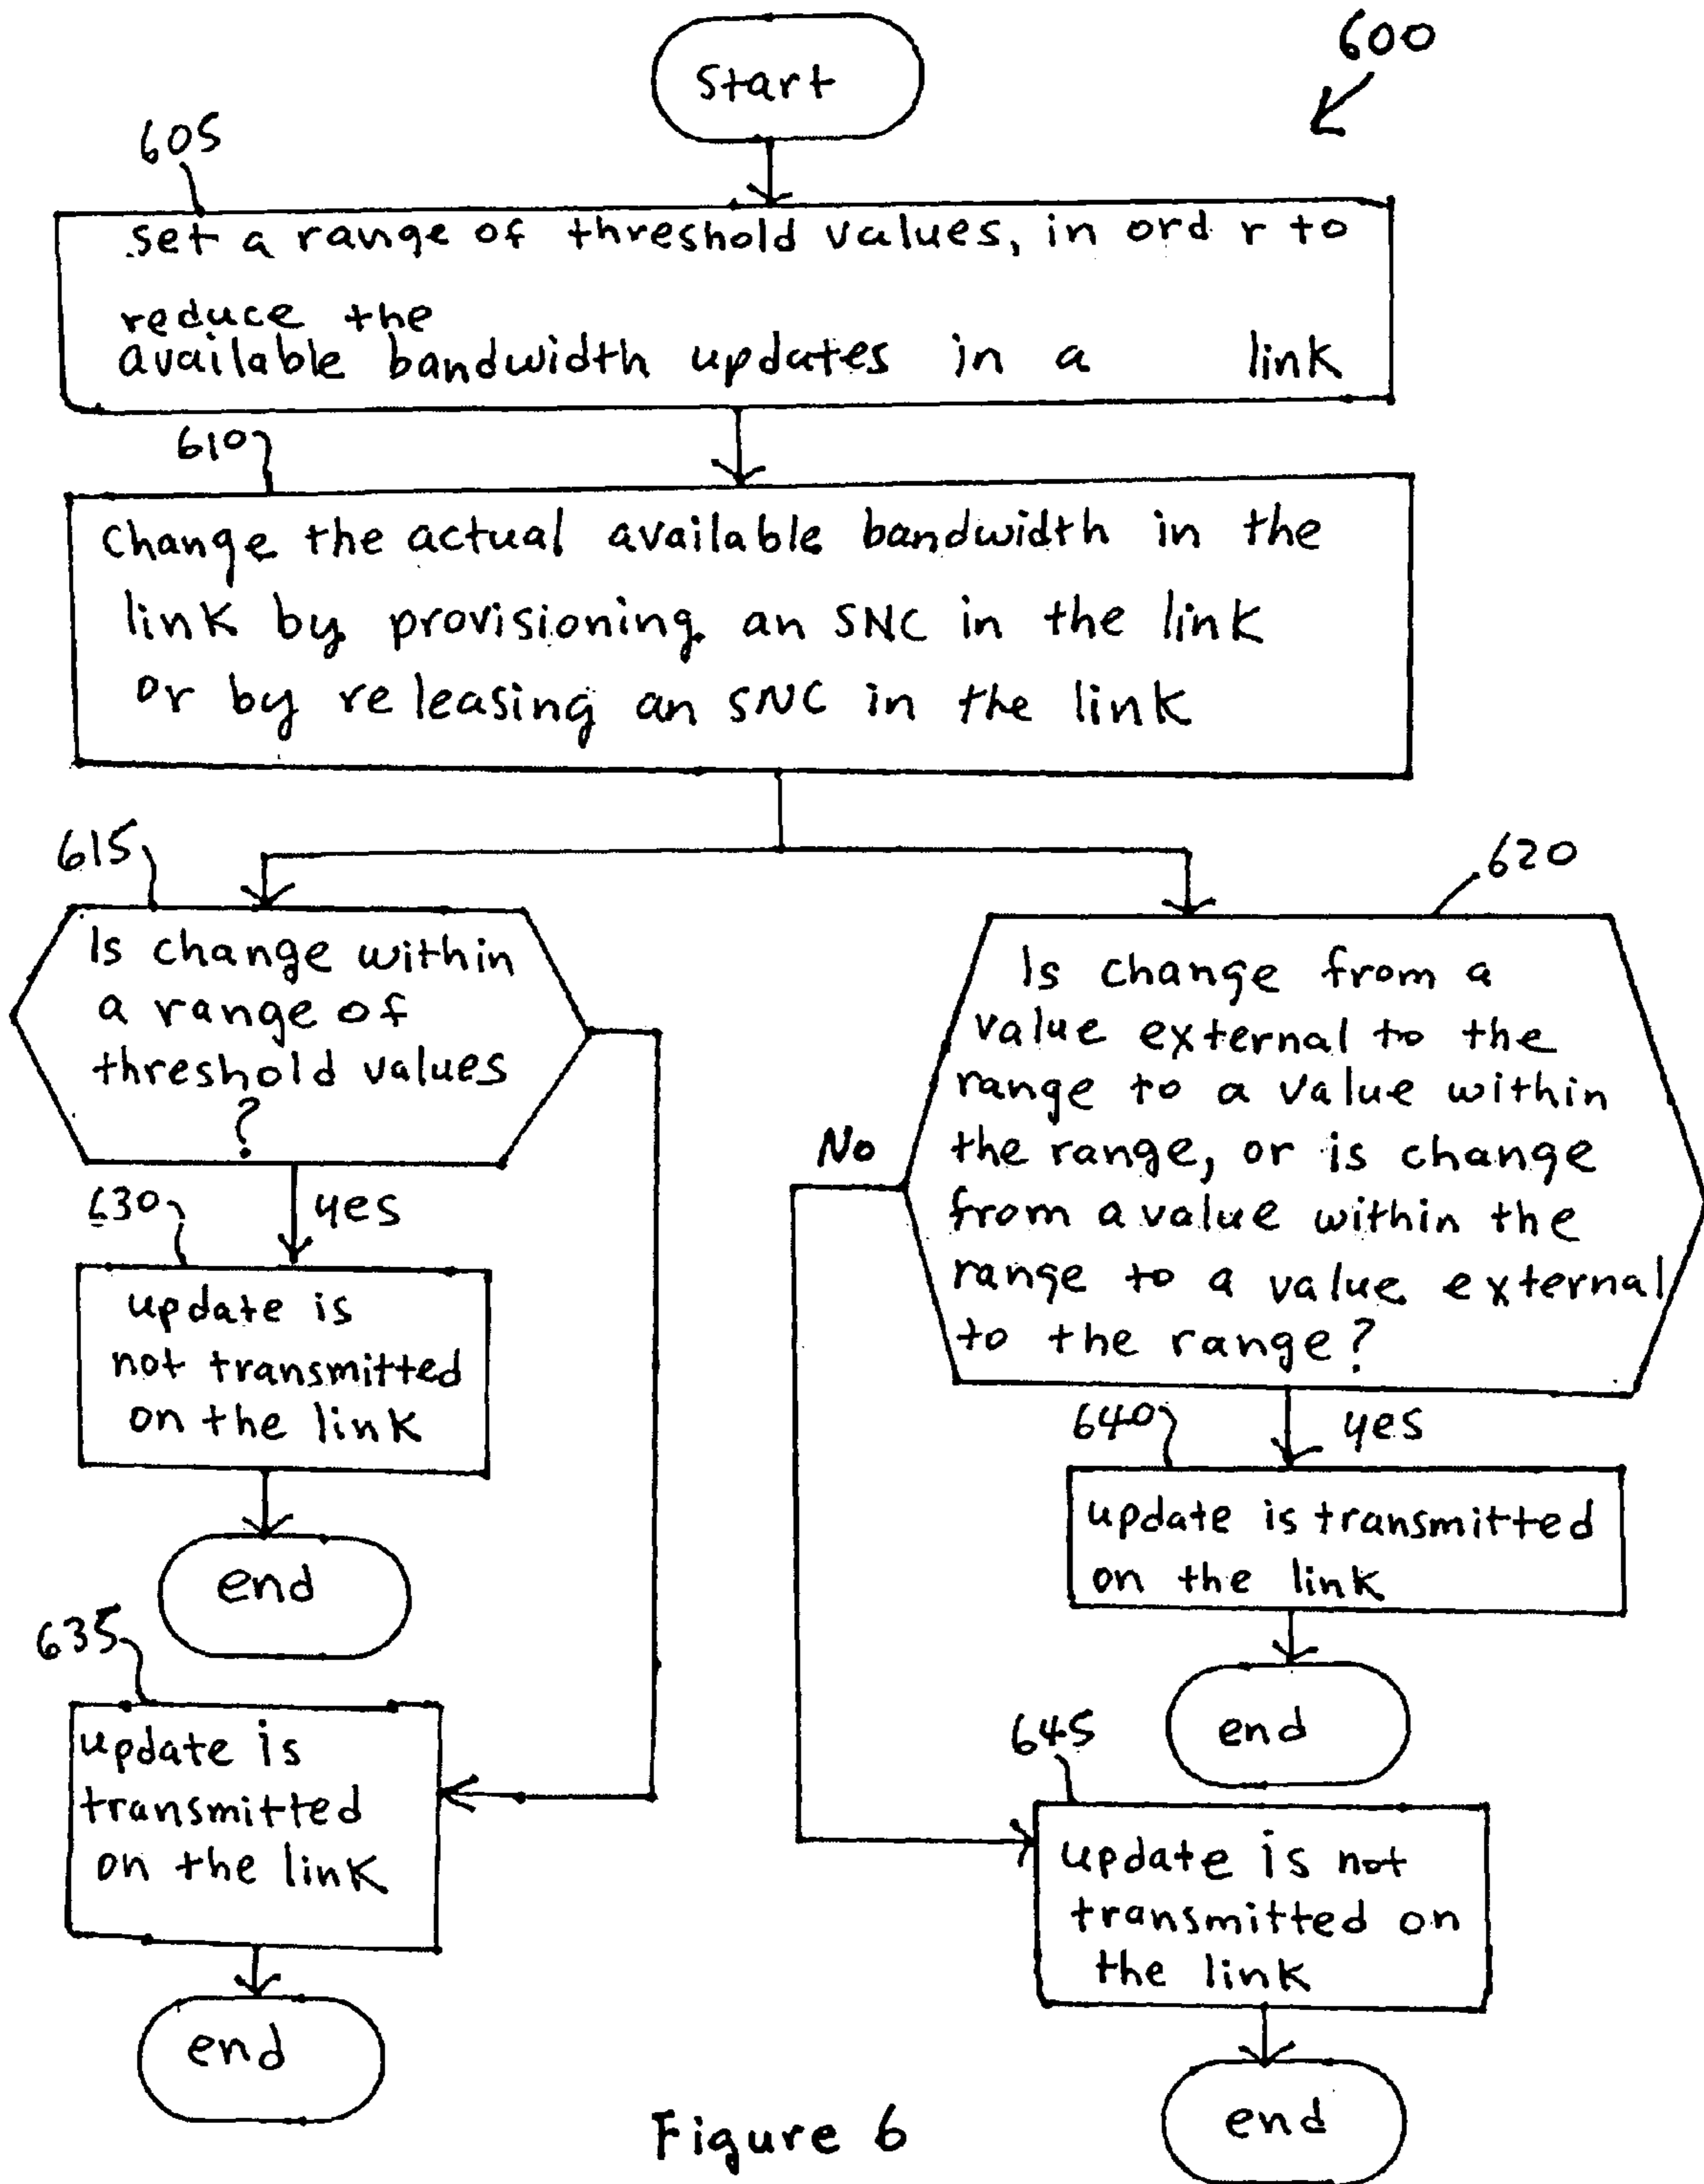 600
Start
605
set a range of threshold values, in ord r to
reduce the
available bandwidth updates in a link
610
Change the actual available bandwidth in the
link by provisioning an SNC in the link
or by releasing an SNC in the link
615
Is change within
a range of
threshold values
?
620
Is change from a
value external to the
range to a value within
the range, or is change
from a value within the
range to a value external
to the range?
No
630
yes
update is
not transmitted
on the link
end
640
yes
update is transmitted
on the link
end
635
update is
transmitted
on the link
end
645
update is not
transmitted on
the link
end
Figure 6